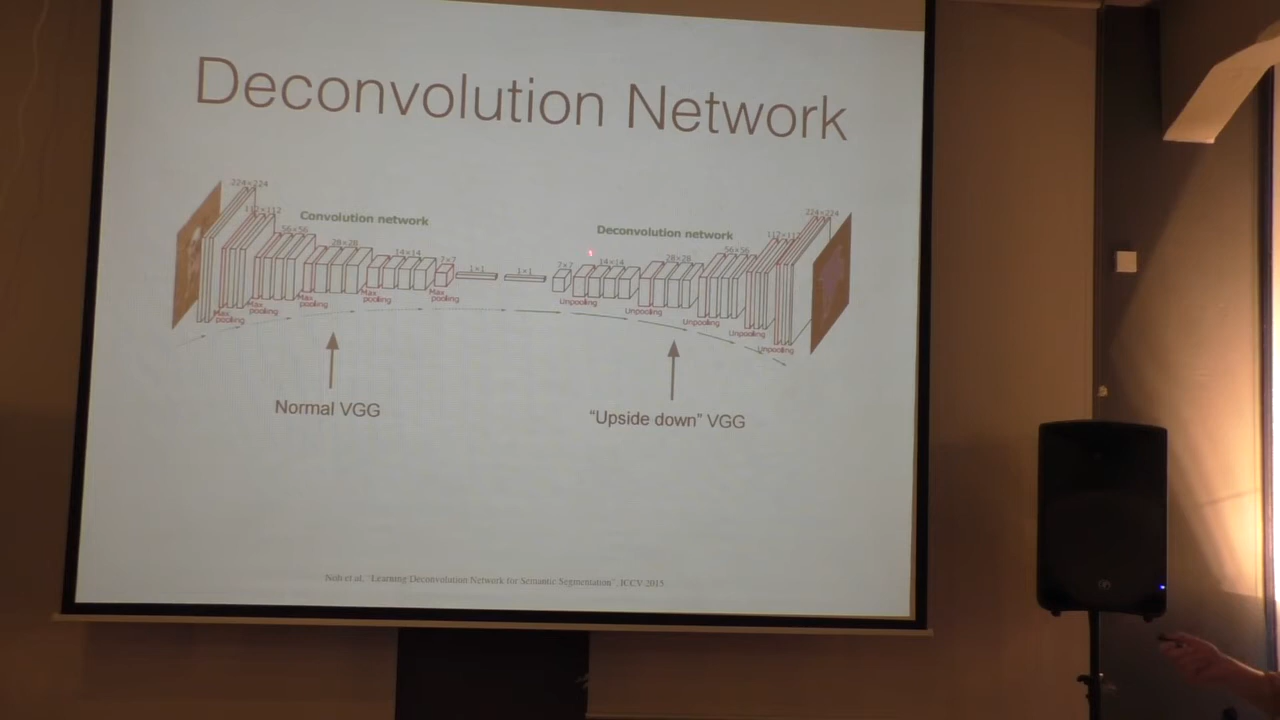 Deconvolution Network
224×224
112×112
56×56
28×28
14×14
7×7
1×1
1×1
7×7
14×14
28×28
56×56
112×112
224×224
Convolution network
Deconvolution network
Max
pooling
Max
pooling
Max
pooling
Max
pooling
Max
pooling
Unpooling
Unpooling
Unpooling
Unpooling
Unpooling
Normal VGG
“Upside down” VGG
Noh et al, "Learning Deconvolution Network for Semantic Segmentation", ICCV 2015